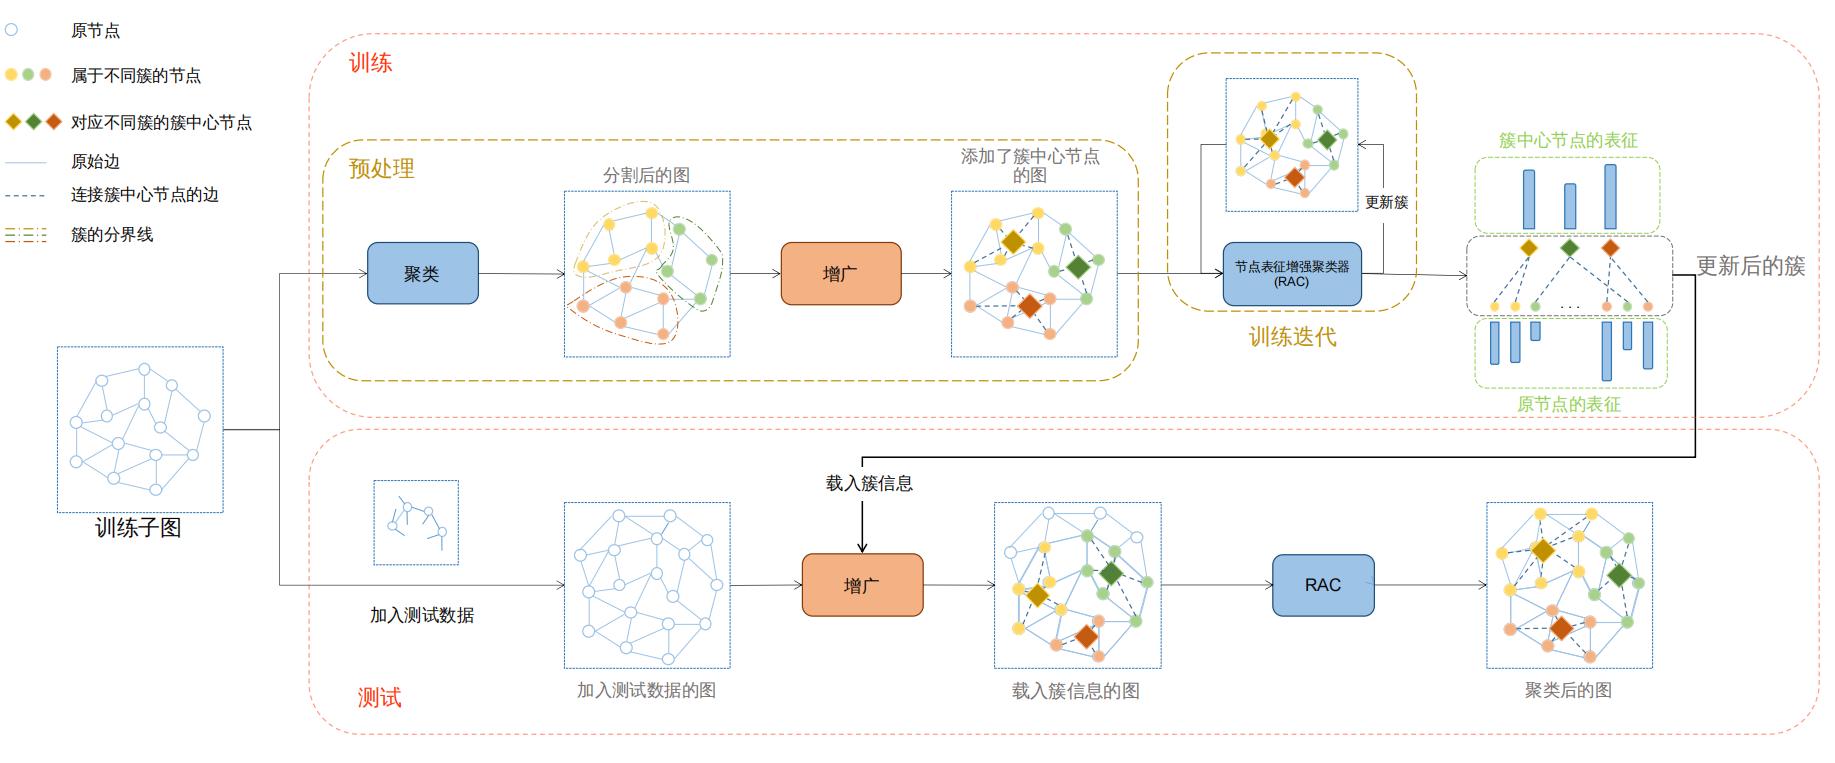 原节点
属于不同簇的节点
对应不同簇的簇中心节点
原始边
连接簇中心节点的边
簇的分界线
训练
预处理
聚类
分割后的图
增广
添加了簇中心节点
的图
更新簇
节点表征增强聚类器
(RAC)
训练迭代
簇中心节点的表征
...
原节点的表征
更新后的簇
训练子图
加入测试数据
测试
加入测试数据的图
载入簇信息
增广
载入簇信息的图
RAC
聚类后的图